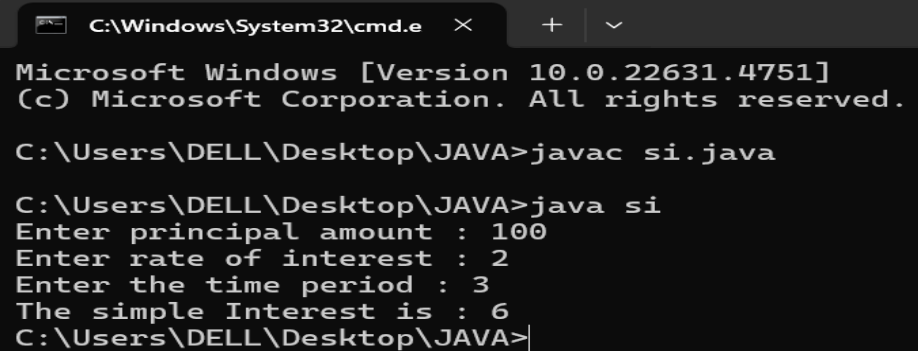 C:\Windows\System32\cmd.e
Microsoft Windows [Version 10.0.22631.4751]
(c) Microsoft Corporation. All rights reserved.
C:\Users\DELL\Desktop\JAVA>javac si.java
C:\Users\DELL\Desktop\JAVA>java si
Enter principal amount : 100
Enter rate of interest : 2
Enter the time period : 3
The simple Interest is : 6
C:\Users\DELL\Desktop\JAVA>